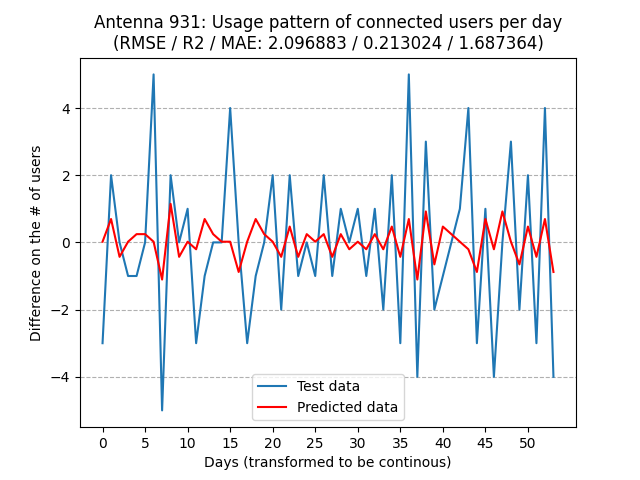 Antenna 931: Usage pattern of connected users per day
(RMSE / R2 / MAE: 2.096883 / 0.213024 / 1.687364)
Difference on the # of users
4
2
0
−2
−4
Test data
Predicted data
0 5 10 15 20 25 30 35 40 45 50
Days (transformed to be continous)